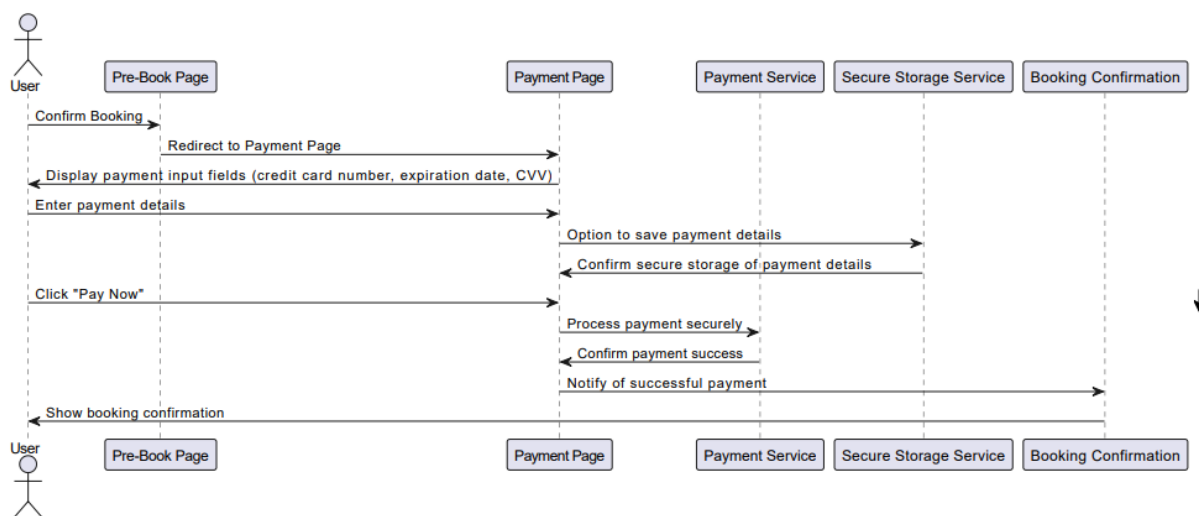 User
Pre-Book Page
Payment Page
Payment Service
Secure Storage Service
Booking Confirmation
Confirm Booking
Redirect to Payment Page
Display payment input fields (credit card number, expiration date, CVV)
Enter payment details
Option to save payment details
Confirm secure storage of payment details
Click "Pay Now"
Process payment securely
Confirm payment success
Notify of successful payment
Show booking confirmation
User
Pre-Book Page
Payment Page
Payment Service
Secure Storage Service
Booking Confirmation